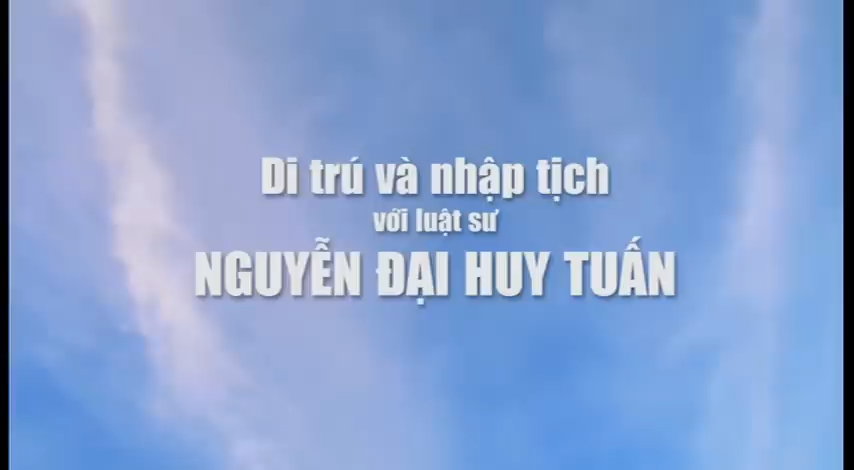 Di trú và nhập tịch
với luật sư
NGUYỄN ĐẠI HUY TUẤN